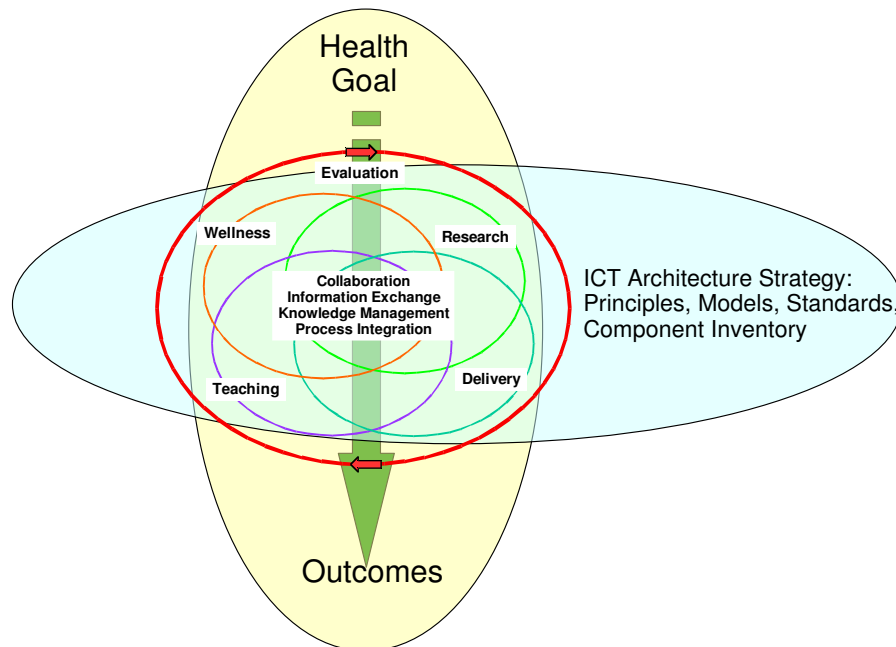 Health
Goal
Evaluation
Wellness
Research
Collaboration
Information Exchange
Knowledge Management
Process Integration
ICT Architecture Strategy:
Principles, Models, Standards,
Component Inventory
Teaching
Delivery
Outcomes